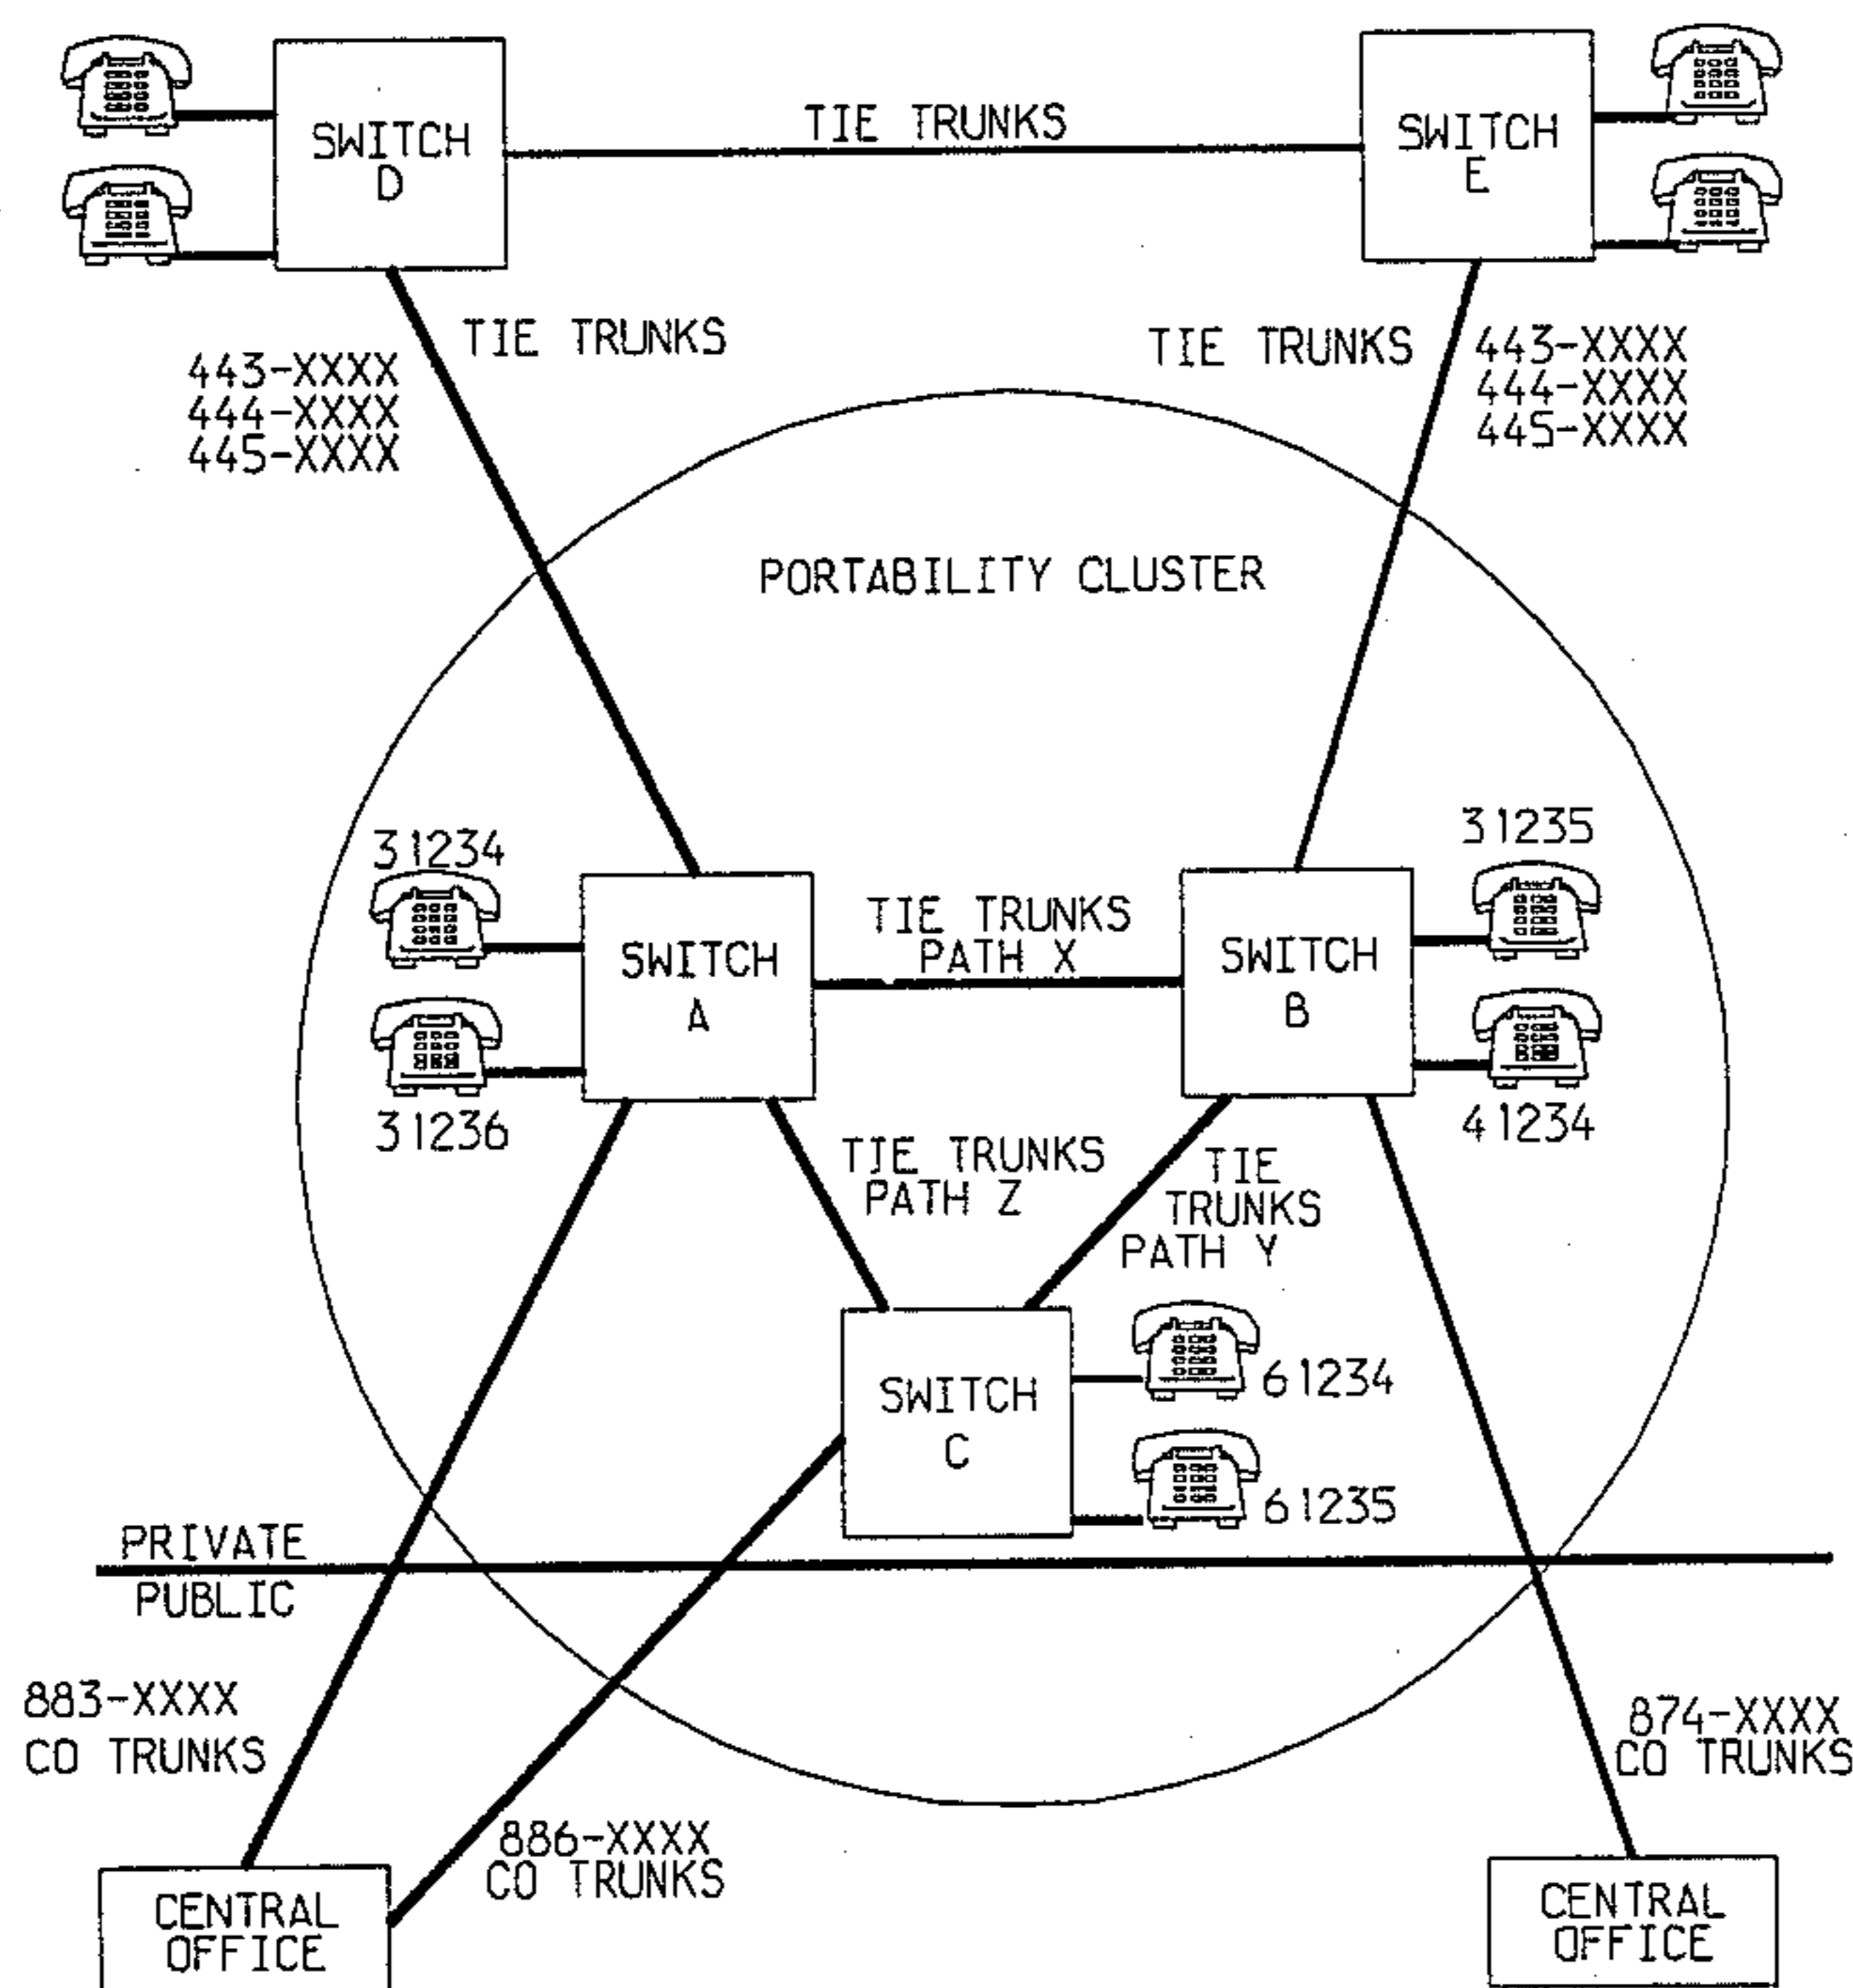 SWITCH
D
TIE TRUNKS
SWITCH
E
TIE TRUNKS
443-XXXX
444-XXXX
445-XXXX
TIE TRUNKS
443-XXXX
444-XXXX
445-XXXX
PORTABILITY CLUSTER
31234
SWITCH
A
31236
TIE TRUNKS
PATH X
SWITCH
B
31235
41234
TIE TRUNKS
PATH Z
TIE
TRUNKS
PATH Y
SWITCH
C
61234
61235
PRIVATE
PUBLIC
883-XXXX
CO TRUNKS
886-XXXX
CO TRUNKS
874-XXXX
CO TRUNKS
CENTRAL
OFFICE
CENTRAL
OFFICE